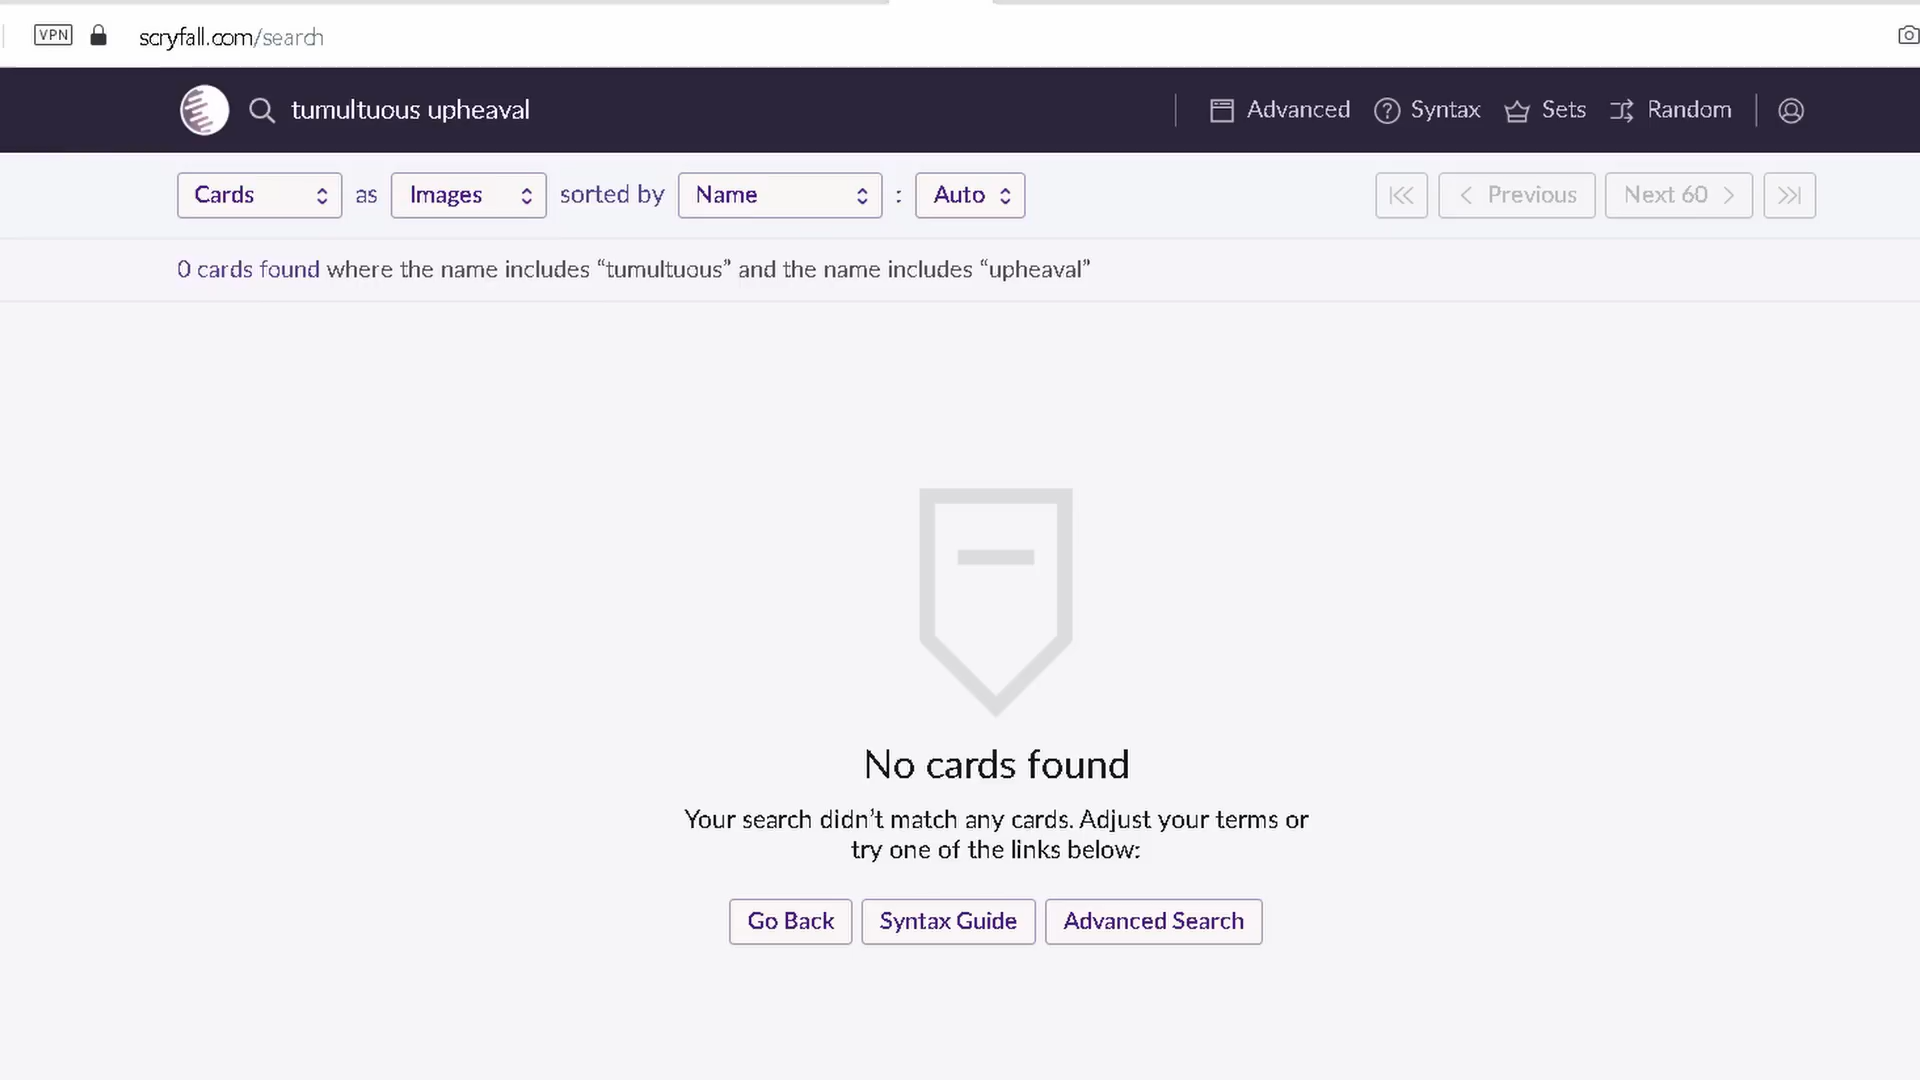 VPN scryfall.com/search
tumultuous upheaval Advanced Syntax Sets Random
Cards as Images sorted by Name : Auto Previous Next 60
0 cards found where the name includes “tumultuous” and the name includes “upheaval”
No cards found
Your search didn’t match any cards. Adjust your terms or
try one of the links below:
Go Back Syntax Guide Advanced Search